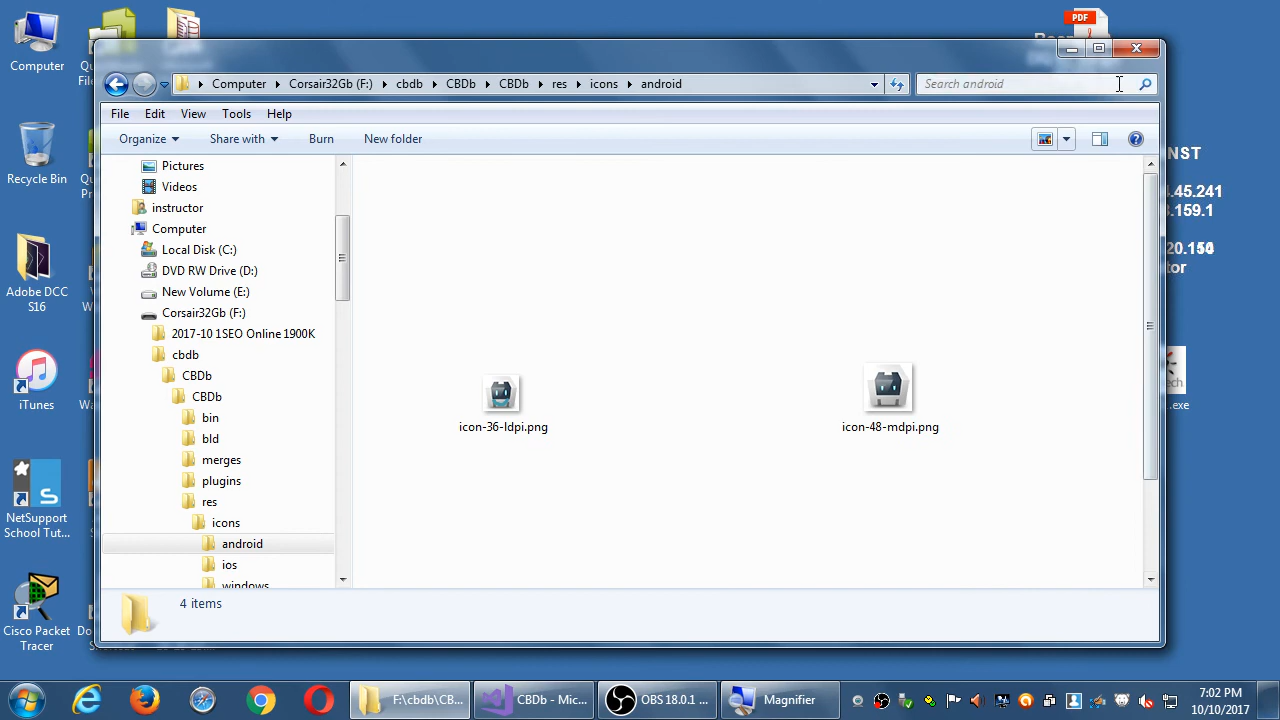 Computer
PDF
Computer
Corsair32Gb (F:)
cbdb
CBDb
CBDb
res
icons
android
Search android
File
Edit
View
Tools
Help
Organize
Share with
Burn
New folder
Pictures
Videos
instructor
Computer
Local Disk (C:)
DVD RW Drive (D:)
New Volume (E:)
Corsair32Gb (F:)
2017-10 1SEO Online 1900K
cbdb
CBDb
CBDb
bin
bld
merges
plugins
res
icons
android
ios
windows
icon-36-ldpi.png
icon-48-mdpi.png
4 items
Recycle Bin
Adobe DCC
S16
iTunes
NetSupport
School Tut...
Cisco Packet
Tracer
NST
.45.241
.159.1
tor
.exe
F:\cbdb\CB...
CBDb - Mic...
OBS 18.0.1 ...
Magnifier
7:02 PM
10/10/2017